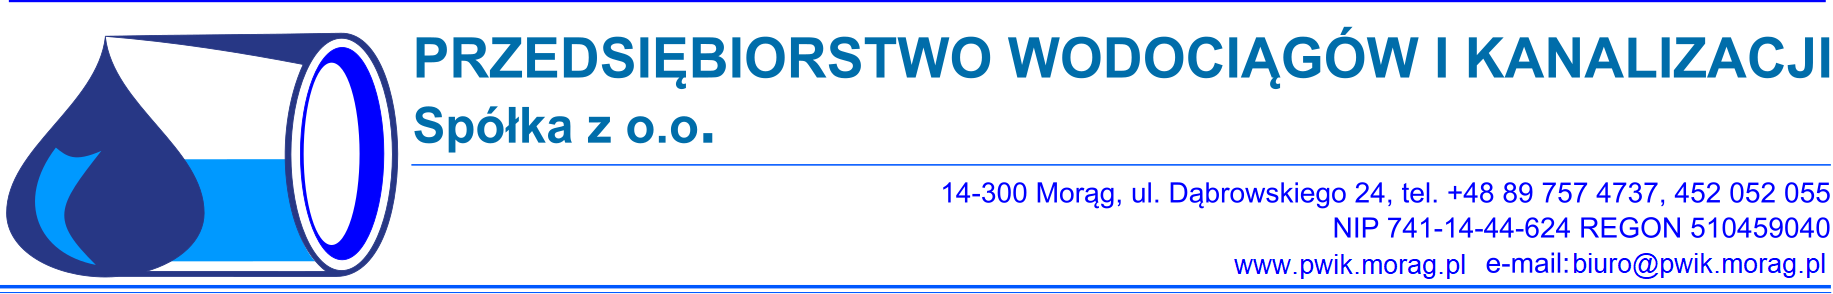 PRZEDSIĘBIORSTWO WODOCIĄGÓW I KANALIZACJI
Spółka z o.o.
14-300 Morąg, ul. Dąbrowskiego 24, tel. +48 89 757 4737, 452 052 055
NIP 741-14-44-624 REGON 510459040
www.pwik.morag.pl e-mail:biuro@pwik.morag.pl